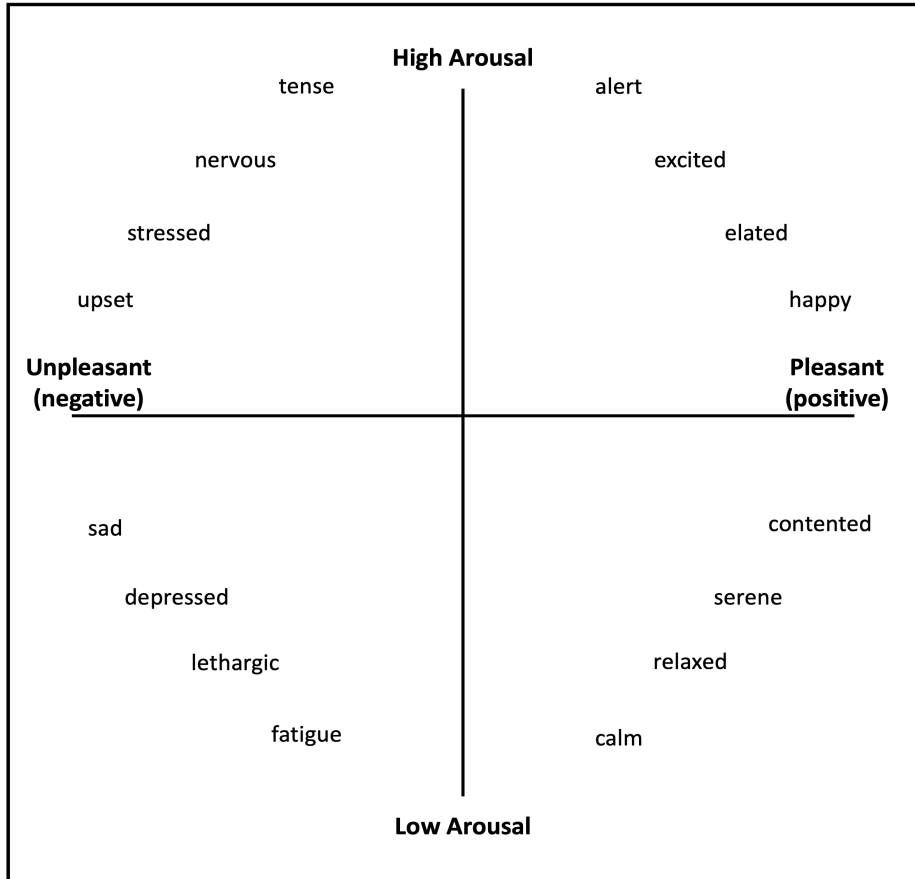 High Arousal
tense
alert
nervous
excited
stressed
elated
upset
happy
Unpleasant
(negative)
Pleasant
(positive)
sad
contented
depressed
serene
lethargic
relaxed
fatigue
calm
Low Arousal